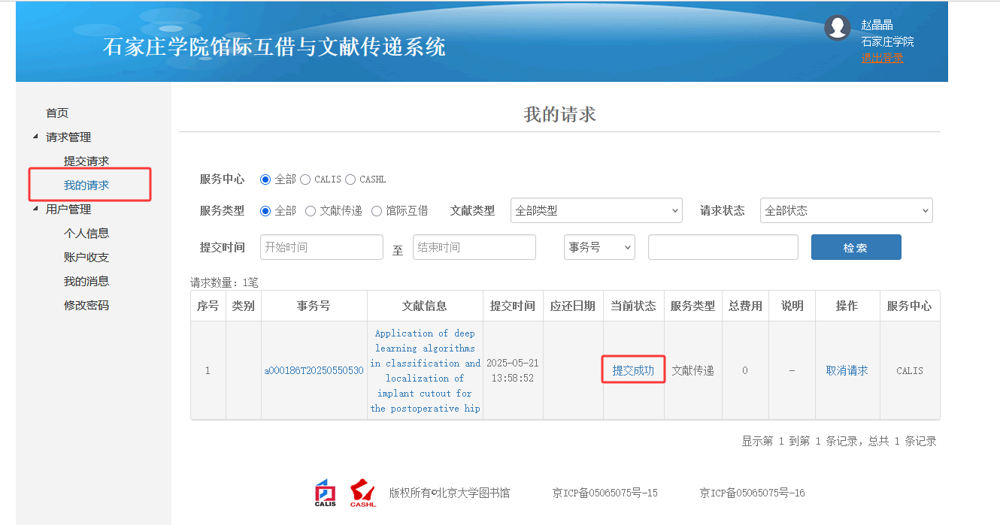 石家庄学院馆际互借与文献传递系统
赵晶晶
石家庄学院
退出登录
首页
请求管理
提交请求
我的请求
用户管理
个人信息
账户收支
我的消息
修改密码
我的请求
服务中心 全部 CALIS CASHL
服务类型 全部 文献传递 馆际互借 文献类型 全部类型 请求状态 全部状态
提交时间 开始时间 至 结束时间 事务号 检索
请求数量：1笔
序号 类别 事务号 文献信息 提交时间 应还日期 当前状态 服务类型 总费用 说明 操作 服务中心
1 a000186T20250550530
Application of deep
learning algorithms
in classification and
localization of
implant cutout for
the postoperative hip
2025-05-21
13:58:52
提交成功 文献传递 0 - 取消请求 CALIS
显示第 1 到第 1 条记录，总共 1 条记录
CALIS CASHL 版权所有©北京大学图书馆 京ICP备05065075号-15 京ICP备05065075号-16